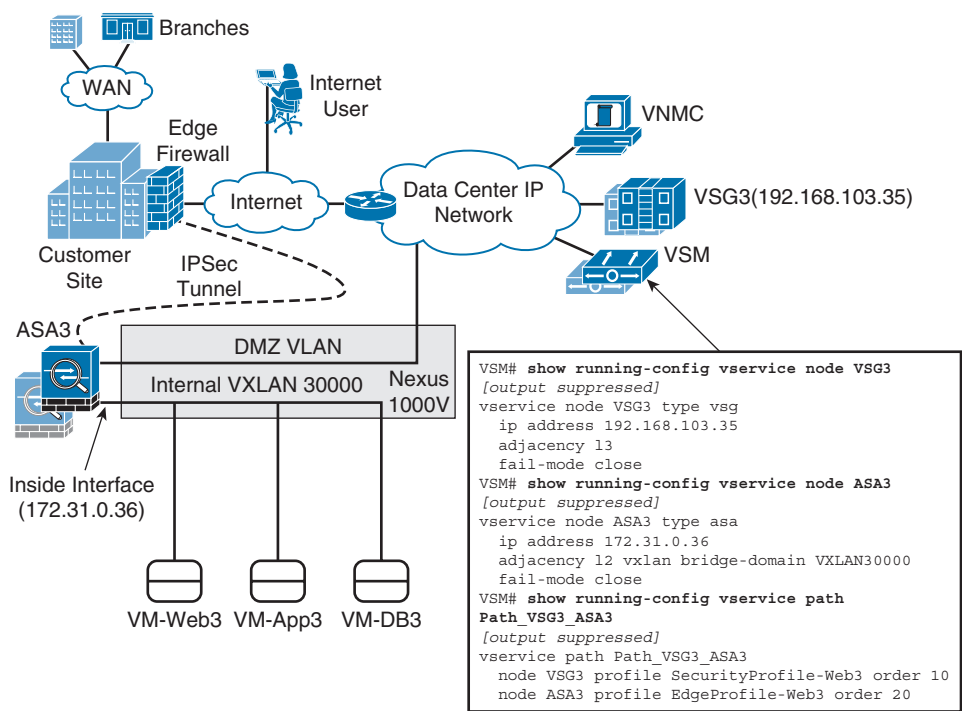 Branches
WAN
Internet
User
Edge
Firewall
VNMC
Internet
Data Center IP
Network
VSG3(192.168.103.35)
Customer
Site
IPSec
Tunnel
VSM
ASA3
DMZ VLAN
Internal VXLAN 30000
Nexus
1000V
Inside Interface
(172.31.0.36)
VM-Web3
VM-App3
VM-DB3
VSM# show running-config vservice node VSG3
[output suppressed]
vservice node VSG3 type vsg
  ip address 192.168.103.35
  adjacency l3
  fail-mode close
VSM# show running-config vservice node ASA3
[output suppressed]
vservice node ASA3 type asa
  ip address 172.31.0.36
  adjacency l2 vxlan bridge-domain VXLAN30000
  fail-mode close
VSM# show running-config vservice path
Path_VSG3_ASA3
[output suppressed]
vservice path Path_VSG3_ASA3
  node VSG3 profile SecurityProfile-Web3 order 10
  node ASA3 profile EdgeProfile-Web3 order 20